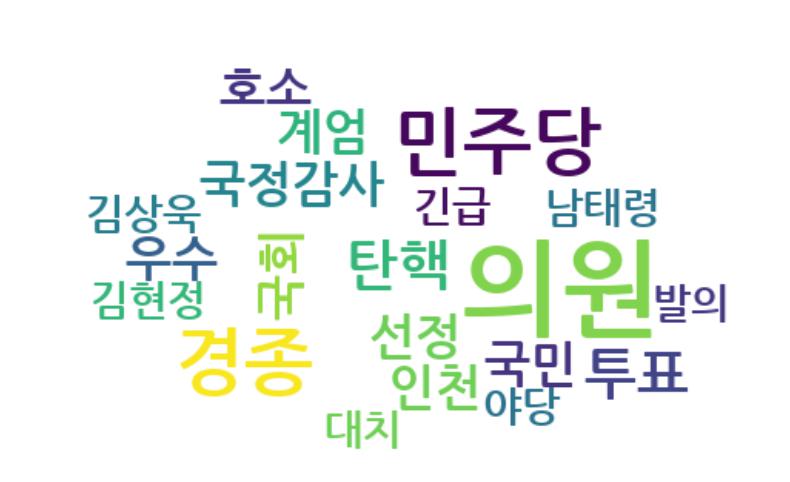 호소
계엄
민주당
국정감사
김상욱
긴급
남태령
우수
국회
탄핵
의원
김현정
발의
경종
선정
국민
투표
인천
야당
대치